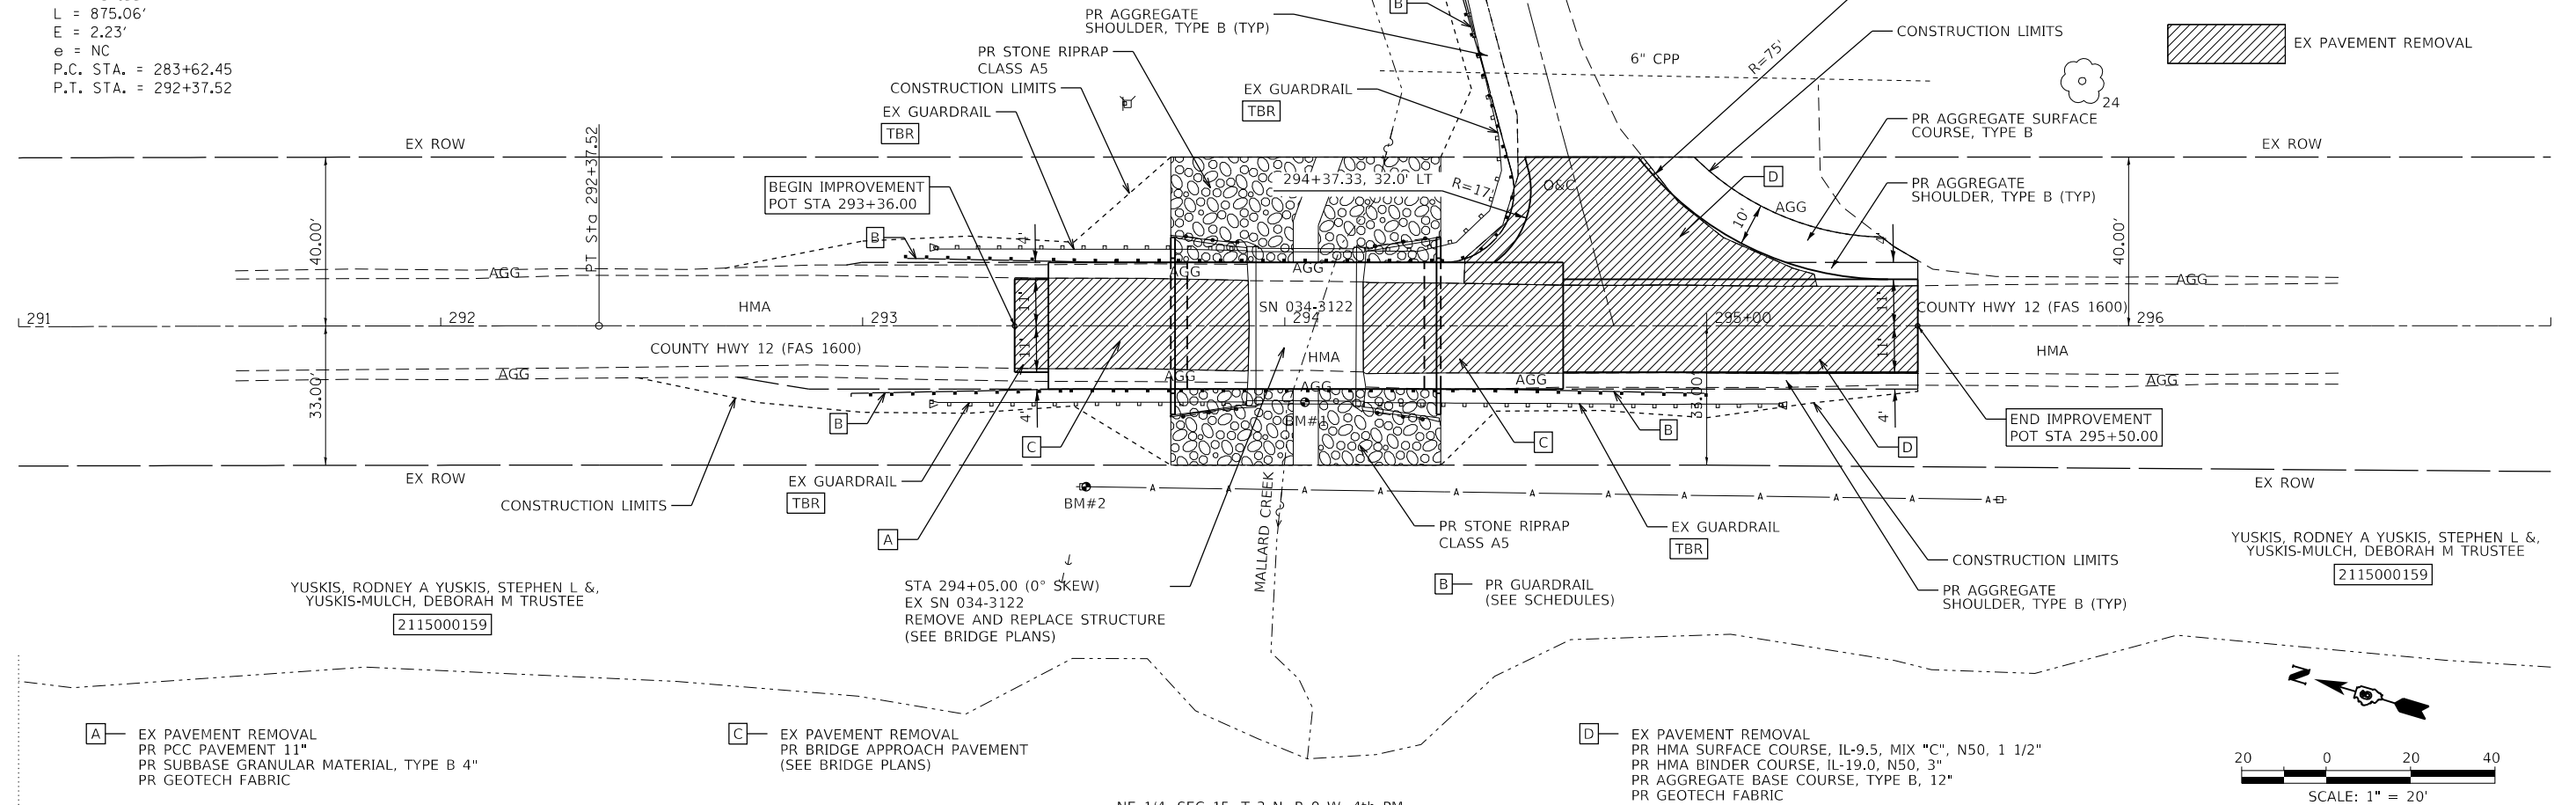 L = 875.06'
E = 2.23'
e = NC
P.C. STA. = 283+62.45
P.T. STA. = 292+37.52
PR AGGREGATE
SHOULDER, TYPE B (TYP)
B
PR STONE RIPRAP
CLASS A5
CONSTRUCTION LIMITS
EX GUARDRAIL
TBR
EX GUARDRAIL
TBR
6" CPP
R=75'
CONSTRUCTION LIMITS
EX PAVEMENT REMOVAL
24
PR AGGREGATE SURFACE
COURSE, TYPE B
PR AGGREGATE
SHOULDER, TYPE B (TYP)
EX ROW
EX ROW
PT Sta 292+37.52
BEGIN IMPROVEMENT
POT STA 293+36.00
294+37.33, 32.0' LT
R=17'
O&C
D
AGG
10'
40.00'
40.00'
B
4'
4'
AGG
AGG
AGG
AGG
HMA
11'
11'
SN 034-3122
COUNTY HWY 12 (FAS 1600)
291
292
293
294
295+00
296
COUNTY HWY 12 (FAS 1600)
HMA
HMA
11'
11'
AGG
AGG
AGG
AGG
AGG
33.00'
33.00'
B
4'
4'
C
BM#1
C
B
D
END IMPROVEMENT
POT STA 295+50.00
EX ROW
EX ROW
EX GUARDRAIL
TBR
CONSTRUCTION LIMITS
BM#2
A
A A A A A A A A A A A A
MALLARD CREEK
PR STONE RIPRAP
CLASS A5
EX GUARDRAIL
TBR
CONSTRUCTION LIMITS
PR AGGREGATE
SHOULDER, TYPE B (TYP)
YUSKIS, RODNEY A YUSKIS, STEPHEN L &,
YUSKIS-MULCH, DEBORAH M TRUSTEE
2115000159
YUSKIS, RODNEY A YUSKIS, STEPHEN L &,
YUSKIS-MULCH, DEBORAH M TRUSTEE
2115000159
STA 294+05.00 (0° SKEW)
EX SN 034-3122
REMOVE AND REPLACE STRUCTURE
(SEE BRIDGE PLANS)
B PR GUARDRAIL
(SEE SCHEDULES)
A EX PAVEMENT REMOVAL
PR PCC PAVEMENT 11"
PR SUBBASE GRANULAR MATERIAL, TYPE B 4"
PR GEOTECH FABRIC
C EX PAVEMENT REMOVAL
PR BRIDGE APPROACH PAVEMENT
(SEE BRIDGE PLANS)
D EX PAVEMENT REMOVAL
PR HMA SURFACE COURSE, IL-9.5, MIX "C", N50, 1 1/2"
PR HMA BINDER COURSE, IL-19.0, N50, 3"
PR AGGREGATE BASE COURSE, TYPE B, 12"
PR GEOTECH FABRIC
N
20 0 20 40
SCALE: 1" = 20'